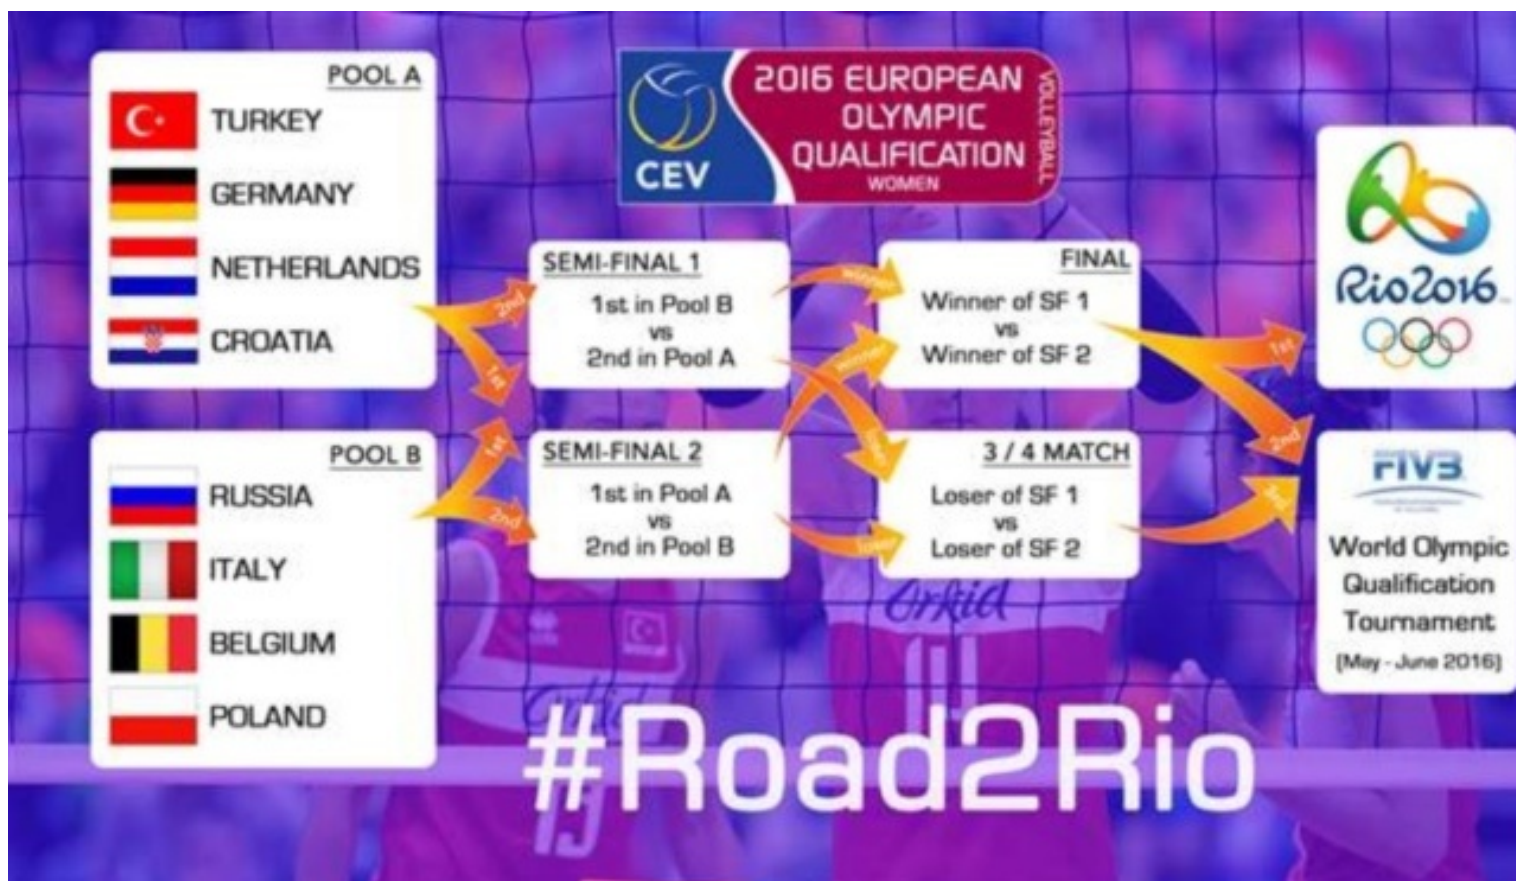 POOL A
TURKEY
GERMANY
NETHERLANDS
CROATIA
POOL B
RUSSIA
ITALY
BELGIUM
POLAND
2nd
1st
1st
2nd
CEV
2016 EUROPEAN
OLYMPIC
QUALIFICATION
WOMEN
VOLLEYBALL
SEMI-FINAL 1
1st in Pool B
vs
2nd in Pool A
SEMI-FINAL 2
1st in Pool A
vs
2nd in Pool B
winner
winner
loser
loser
FINAL
Winner of SF 1
vs
Winner of SF 2
3 / 4 MATCH
Loser of SF 1
vs
Loser of SF 2
1st
2nd
3rd
Rio2016
FIVB
World Olympic
Qualification
Tournament
(May - June 2016)
Orkid
Orkid
#Road2Rio